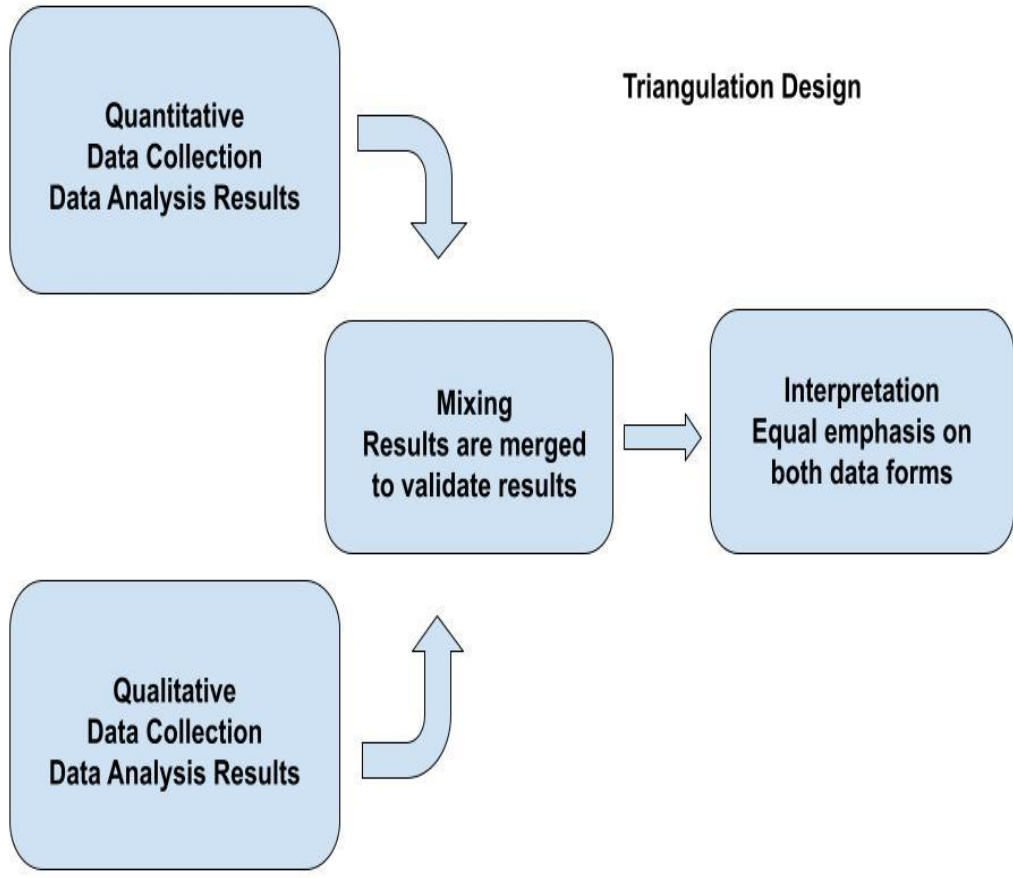 Triangulation Design
Quantitative
Data Collection
Data Analysis Results
Mixing
Results are merged
to validate results
Interpretation
Equal emphasis on
both data forms
Qualitative
Data Collection
Data Analysis Results